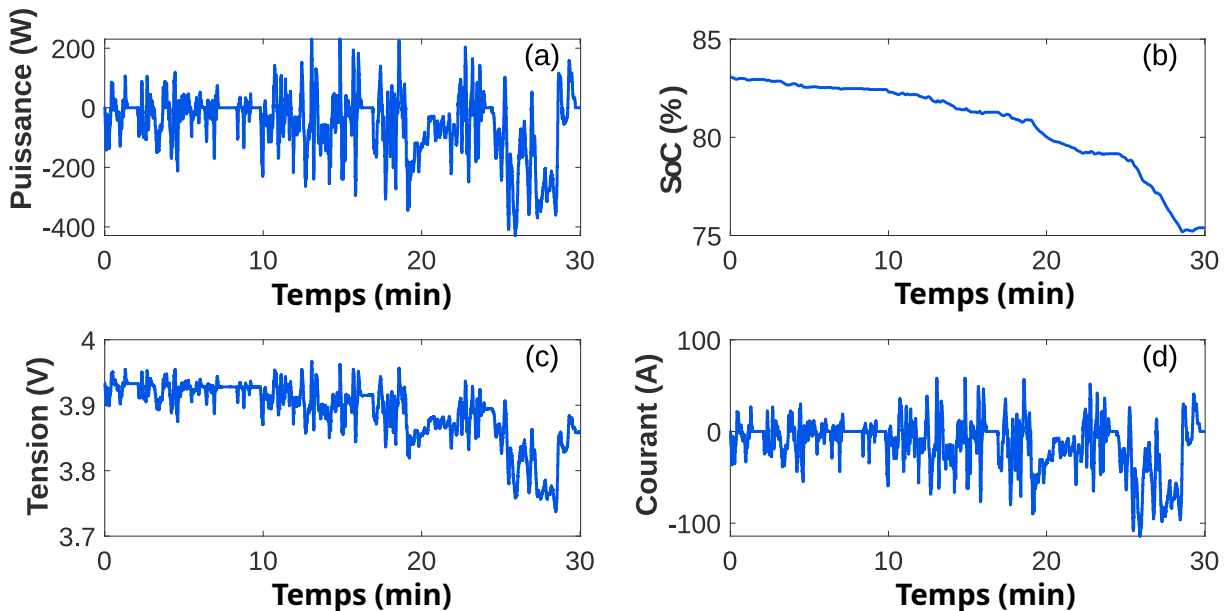 (a)
Puissance (W)
200
0
-200
-400
0
10
20
30
Temps (min)
(b)
SoC (%)
85
80
75
0
10
20
30
Temps (min)
(c)
Tension (V)
4
3.9
3.8
3.7
0
10
20
30
Temps (min)
(d)
Courant (A)
100
0
-100
0
10
20
30
Temps (min)